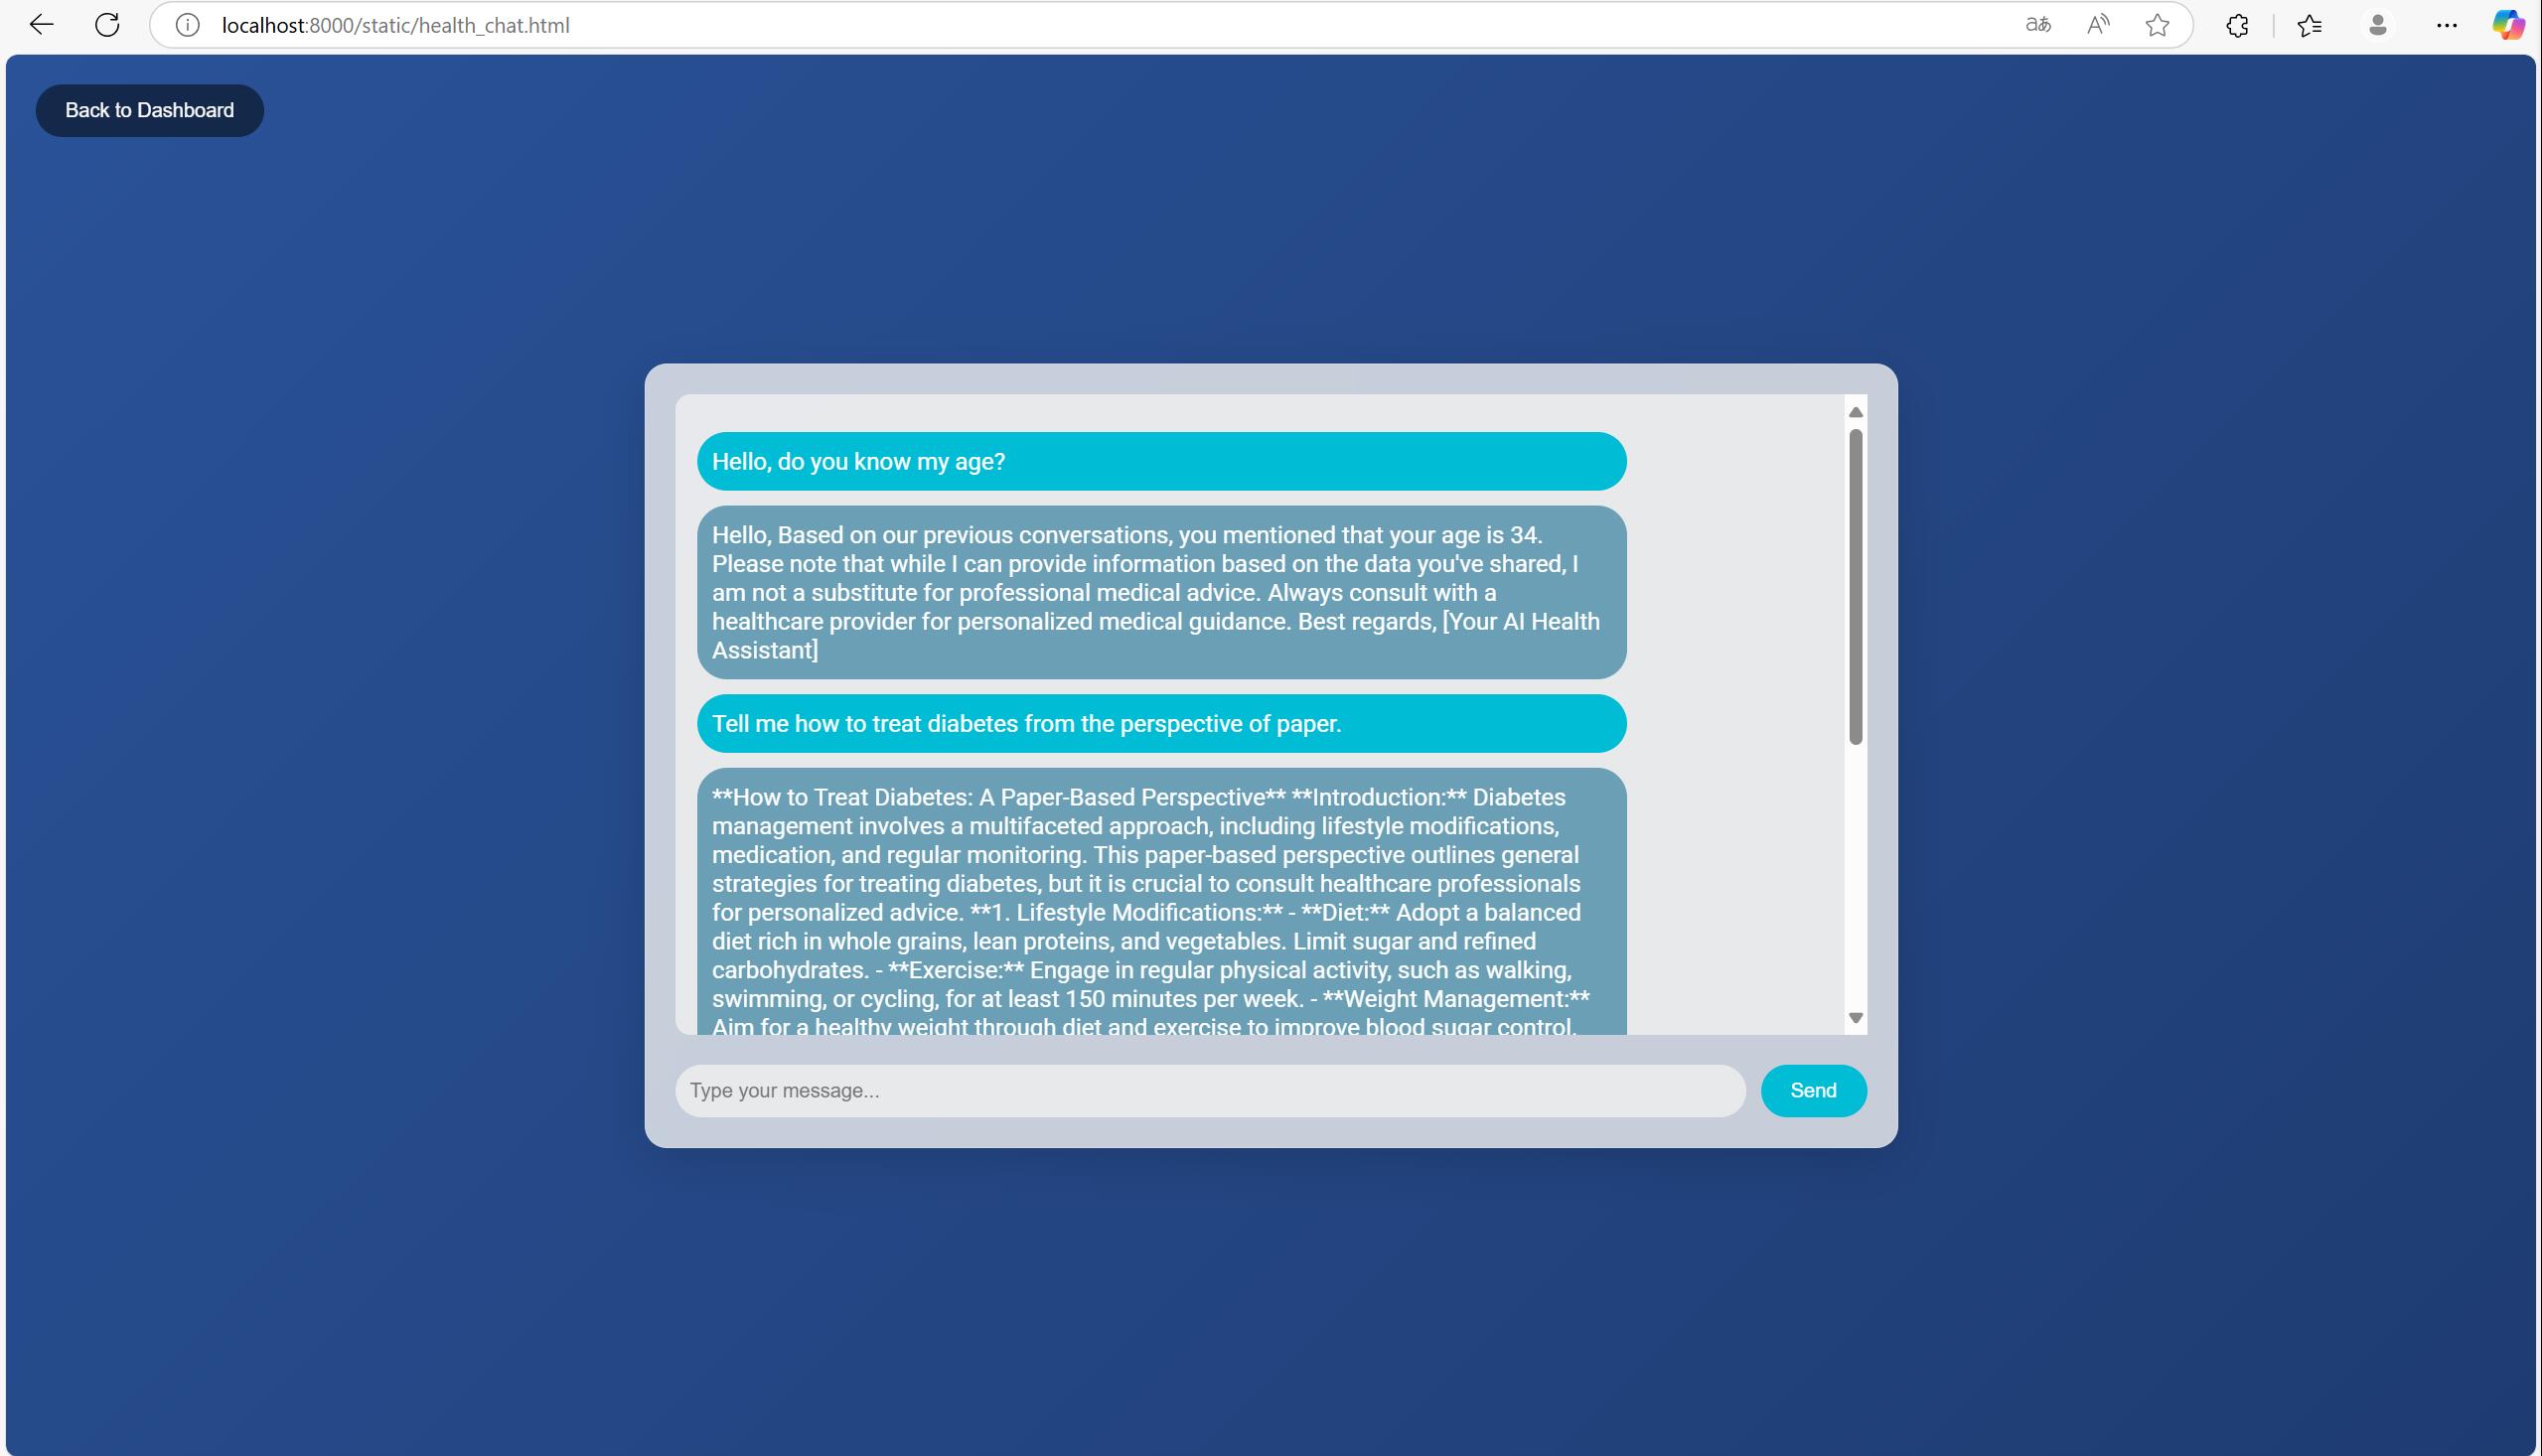 localhost:8000/static/health_chat.html
Back to Dashboard
Hello, do you know my age?
Hello, Based on our previous conversations, you mentioned that your age is 34.
Please note that while I can provide information based on the data you've shared, I
am not a substitute for professional medical advice. Always consult with a
healthcare provider for personalized medical guidance. Best regards, [Your AI Health
Assistant]
Tell me how to treat diabetes from the perspective of paper.
**How to Treat Diabetes: A Paper-Based Perspective** **Introduction:** Diabetes
management involves a multifaceted approach, including lifestyle modifications,
medication, and regular monitoring. This paper-based perspective outlines general
strategies for treating diabetes, but it is crucial to consult healthcare professionals
for personalized advice. **1. Lifestyle Modifications:** - **Diet:** Adopt a balanced
diet rich in whole grains, lean proteins, and vegetables. Limit sugar and refined
carbohydrates. - **Exercise:** Engage in regular physical activity, such as walking,
swimming, or cycling, for at least 150 minutes per week. - **Weight Management:**
Aim for a healthy weight through diet and exercise to improve blood sugar control.
Type your message...
Send